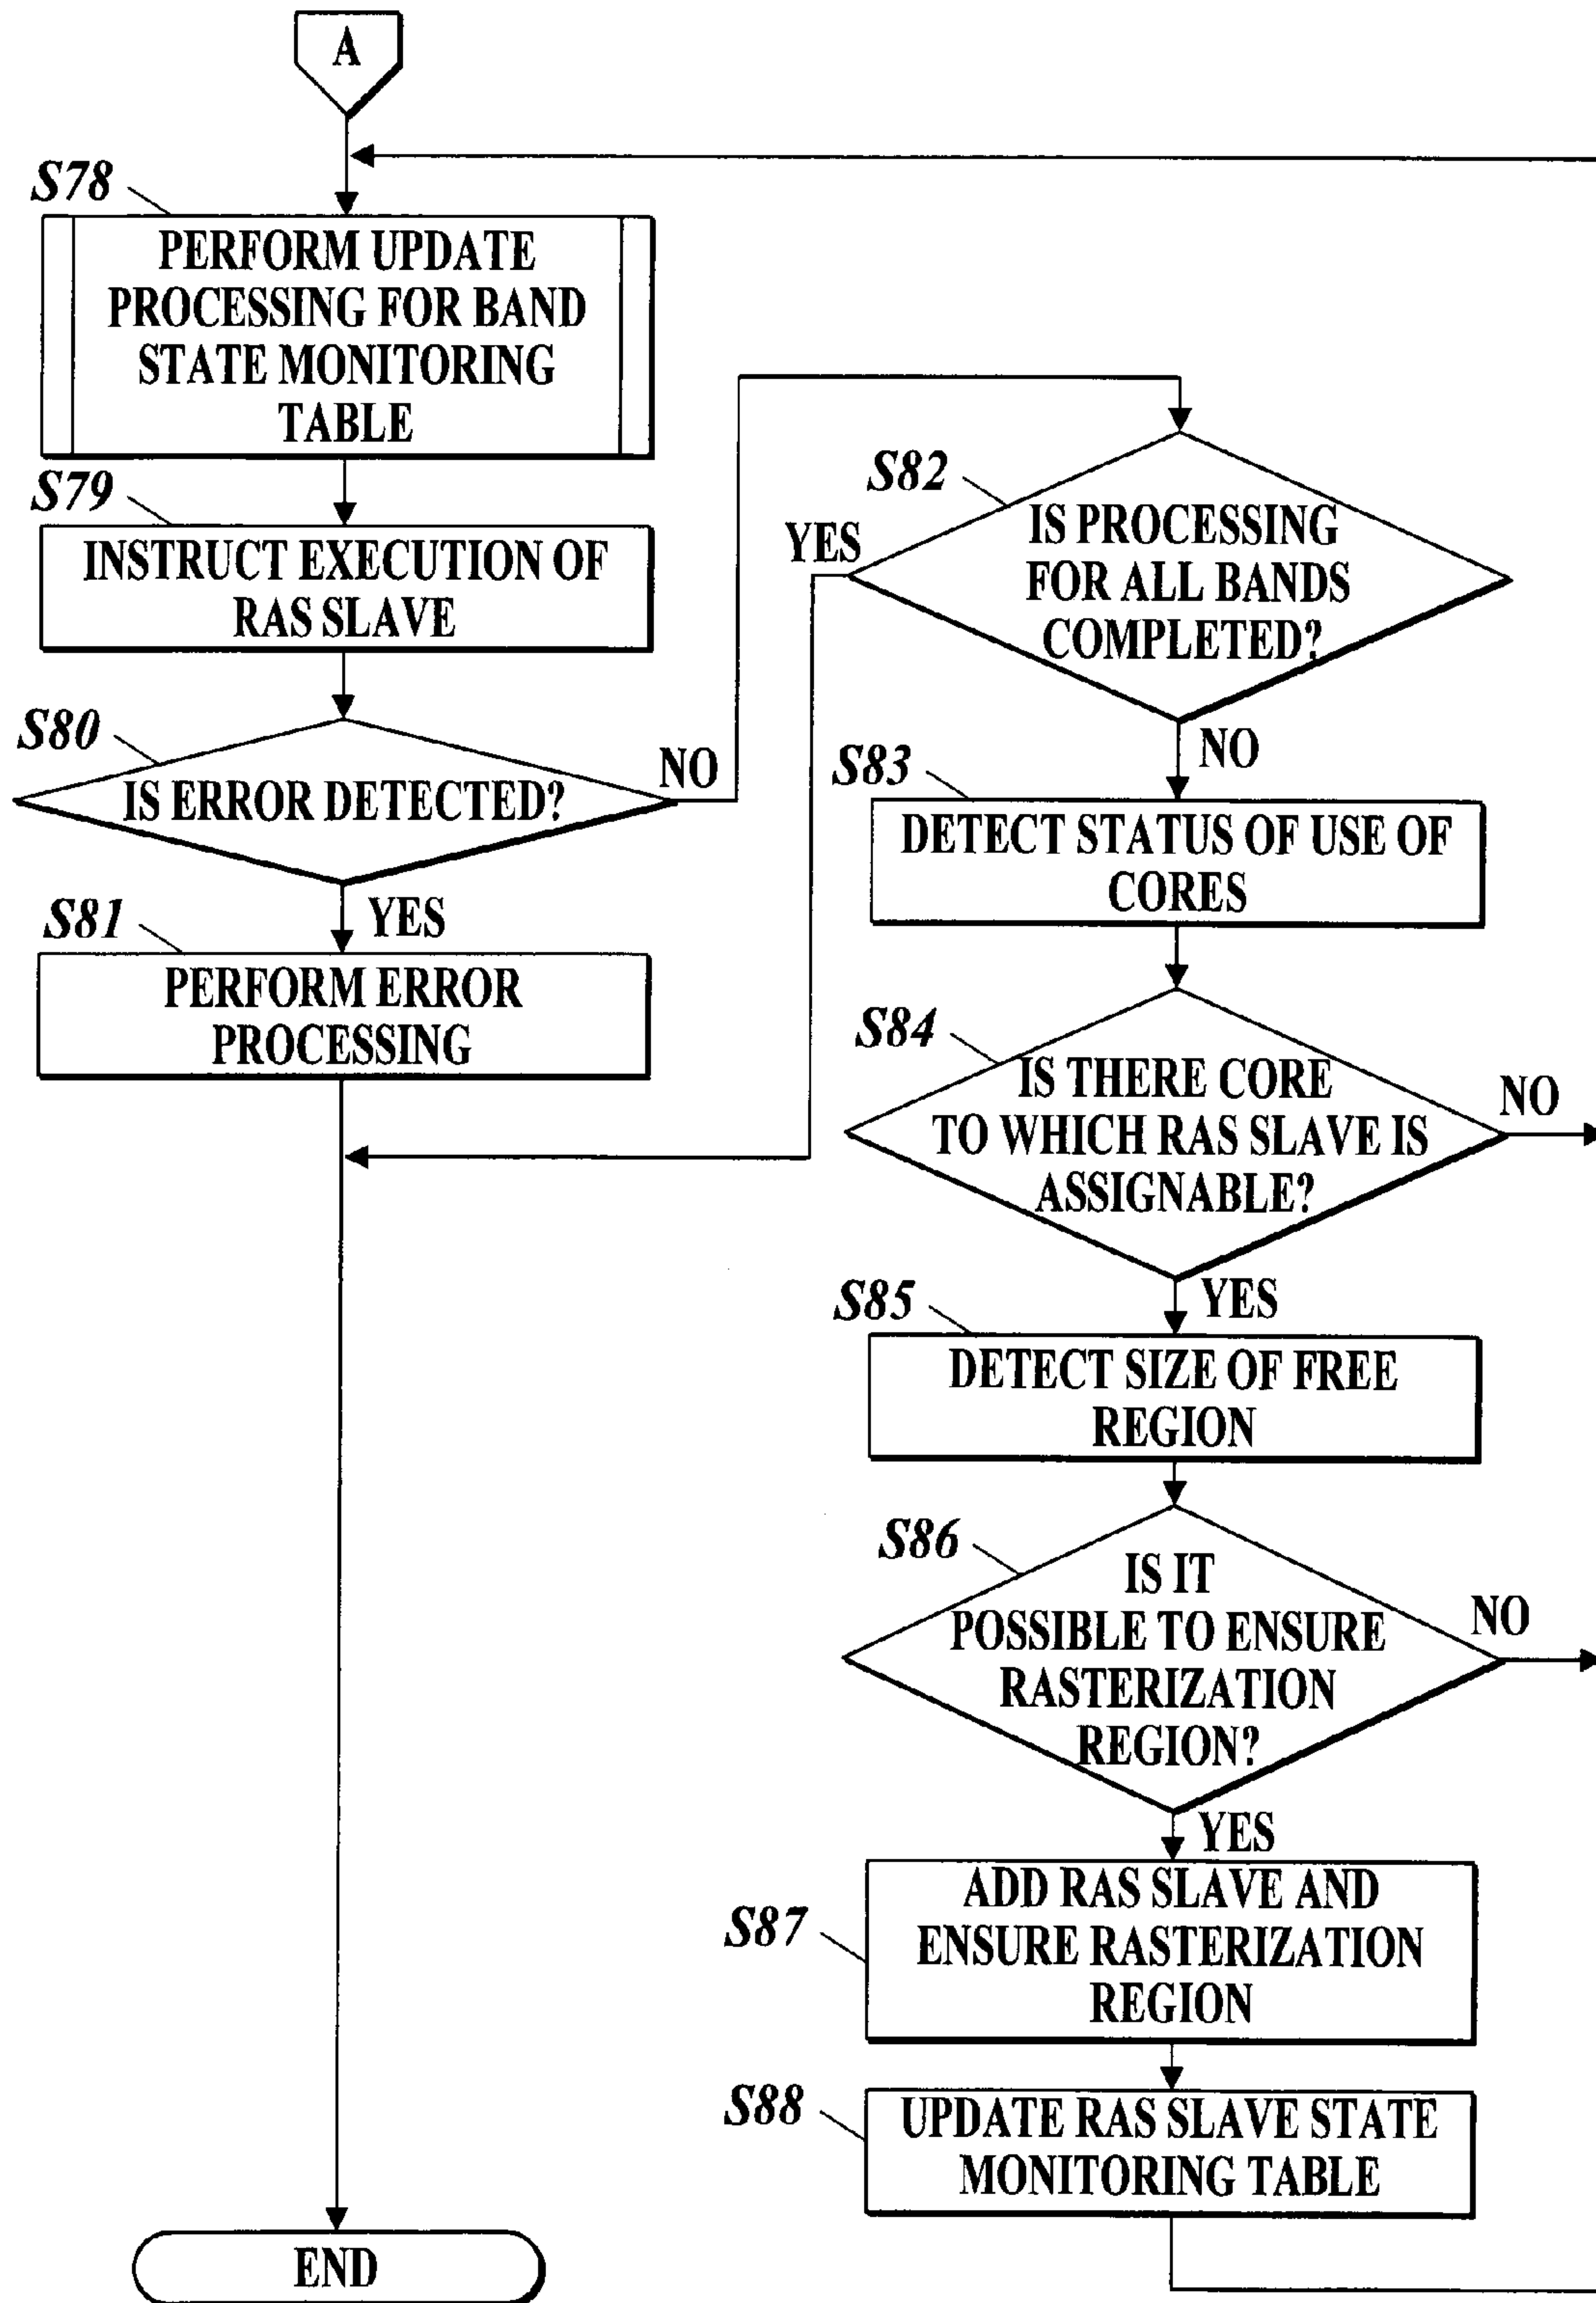 A
S78
PERFORM UPDATE
PROCESSING FOR BAND
STATE MONITORING
TABLE
S79
INSTRUCT EXECUTION OF
RAS SLAVE
S80
IS ERROR DETECTED?
NO
YES
S81
PERFORM ERROR
PROCESSING
S82
YES
IS PROCESSING
FOR ALL BANDS
COMPLETED?
NO
S83
DETECT STATUS OF USE OF
CORES
S84
IS THERE CORE
TO WHICH RAS SLAVE IS
ASSIGNABLE?
NO
YES
S85
DETECT SIZE OF FREE
REGION
S86
IS IT
POSSIBLE TO ENSURE
RASTERIZATION
REGION?
NO
YES
S87
ADD RAS SLAVE AND
ENSURE RASTERIZATION
REGION
S88
UPDATE RAS SLAVE STATE
MONITORING TABLE
END